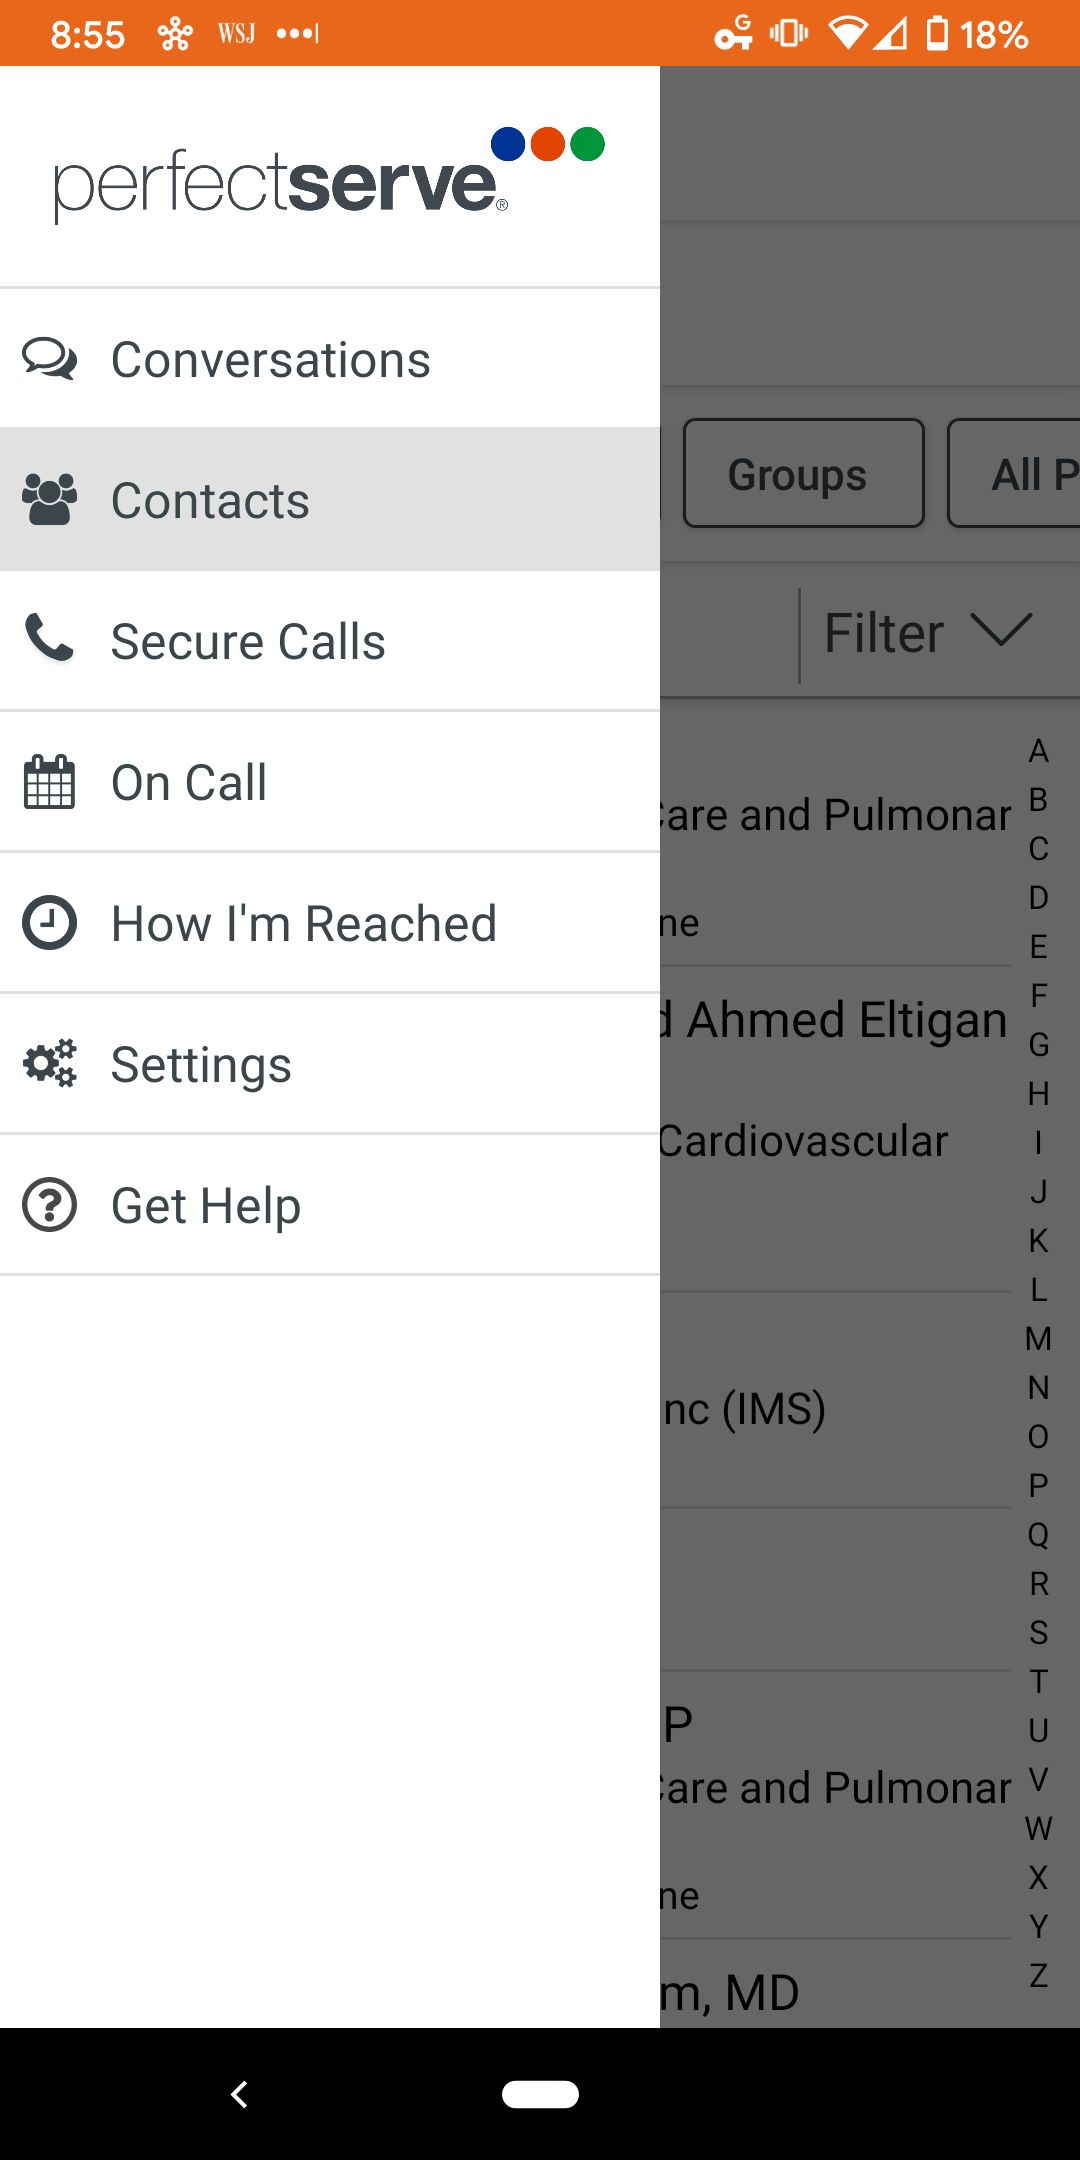 8:55 WSJ G 18%
perfectserve®
Conversations
Contacts
Secure Calls
On Call
How I'm Reached
Settings
Get Help
Groups
All P
Filter
are and Pulmonar
ne
d Ahmed Eltigan
Cardiovascular
nc (IMS)
P
are and Pulmonar
ne
m, MD
A
B
C
D
E
F
G
H
I
J
K
L
M
N
O
P
Q
R
S
T
U
V
W
X
Y
Z